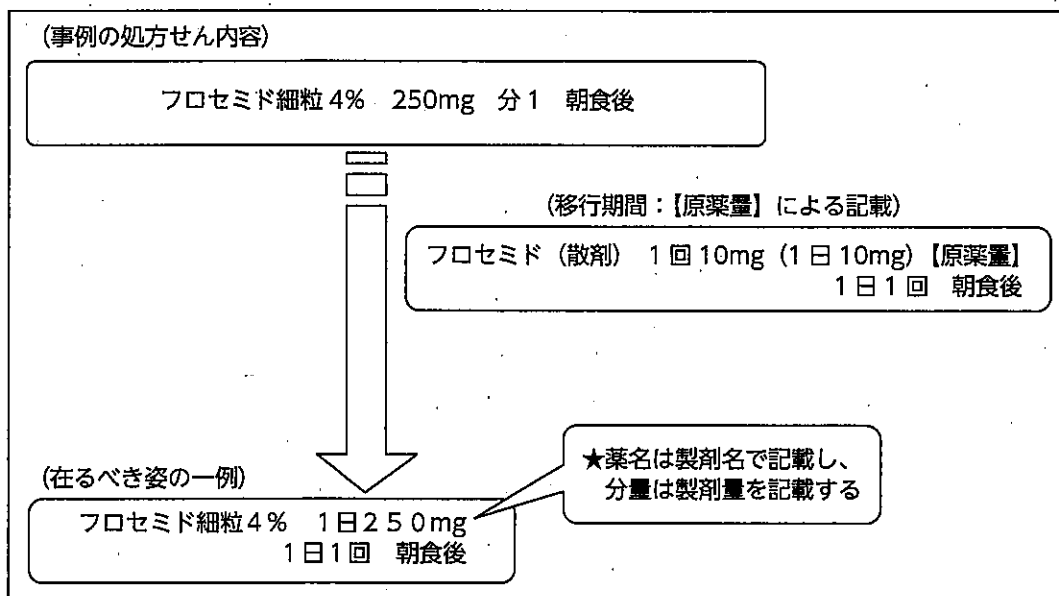 (事例の処方せん内容)
フロセミド細粒4% 250mg 分1 朝食後
(移行期間:【原薬量】による記載)
フロセミド(散剤) 1回10mg(1日10mg)【原薬量】
1日1回 朝食後
(在るべき姿の一例)
★薬名は製剤名で記載し、
分量は製剤量を記載する
フロセミド細粒4% 1日250mg
1日1回 朝食後